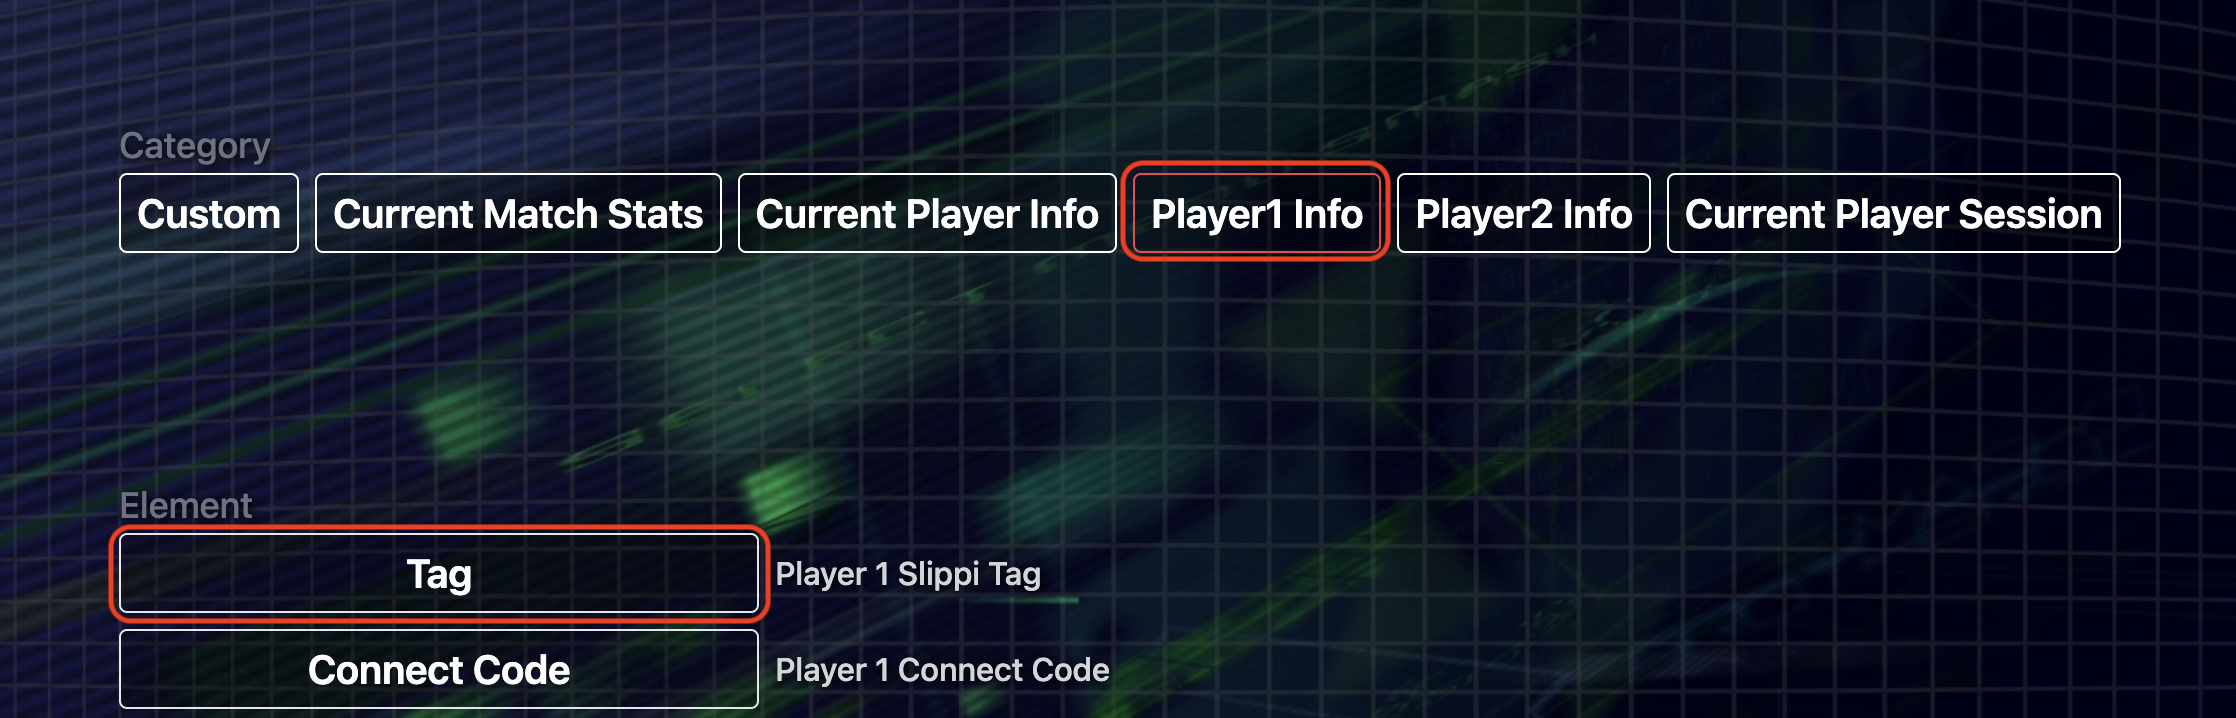 Category
Custom Current Match Stats Current Player Info Player1 Info Player2 Info Current Player Session
Element
Tag Player 1 Slippi Tag
Connect Code Player 1 Connect Code